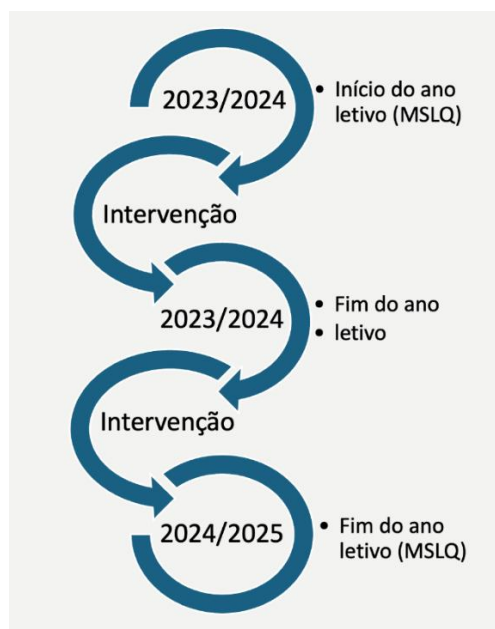 2023/2024
• Início do ano
letivo (MSLQ)
Intervenção
2023/2024
• Fim do ano
• letivo
Intervenção
2024/2025
• Fim do ano
letivo (MSLQ)